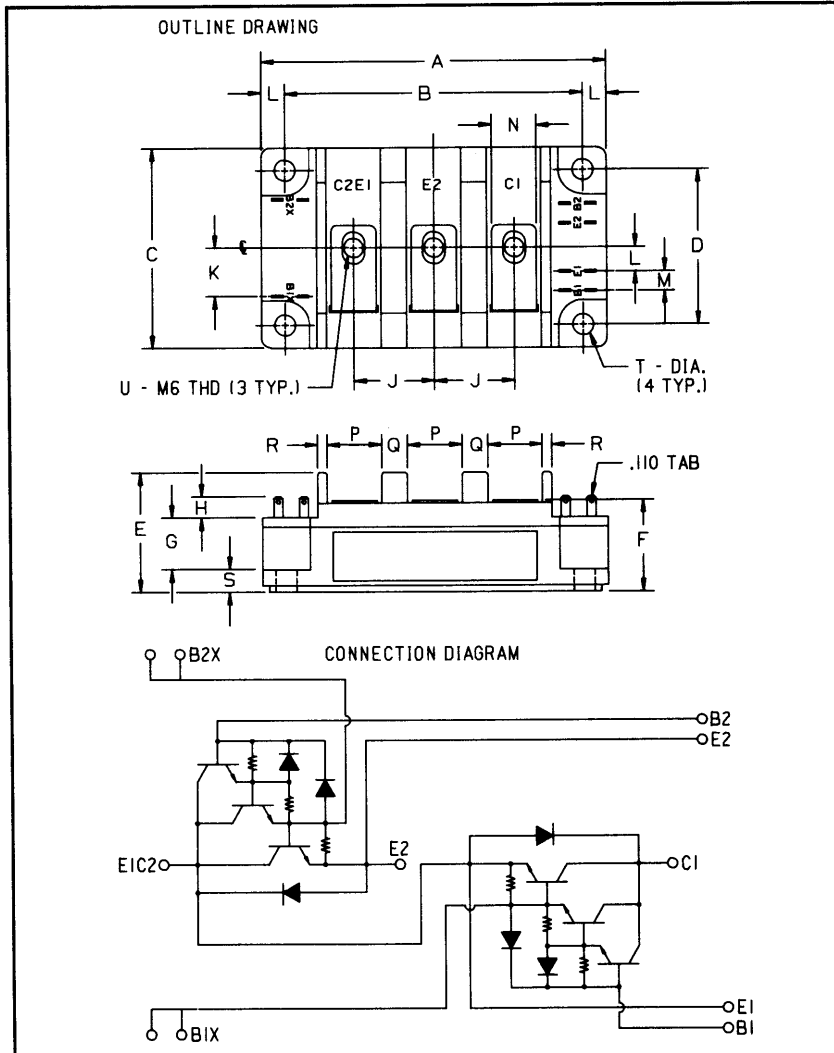 OUTLINE DRAWING
A
L B L
N
C2E1 E2 C1
B2X
B2
E2
C
K
℄
D
L
E1
M
B1X
B1
U - M6 THD (3 TYP.)
J J
T - DIA.
(4 TYP.)
R P Q P Q P R
.110 TAB
E
H
G
S
F
B2X
CONNECTION DIAGRAM
B2
E2
E1C2
E2
C1
E1
B1X
B1